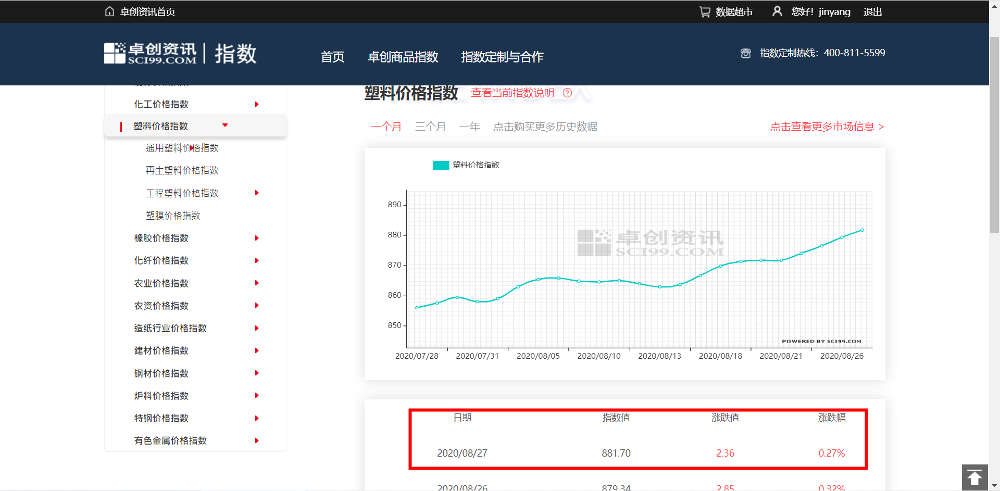 卓创资讯首页
数据超市 您好！jinyang 退出
卓创资讯 SCI99.COM | 指数
首页 卓创商品指数 指数定制与合作
指数定制热线：400-811-5599
化工价格指数
塑料价格指数
通用塑料价格指数
再生塑料价格指数
工程塑料价格指数
塑膜价格指数
橡胶价格指数
化纤价格指数
农业价格指数
农资价格指数
造纸行业价格指数
建材价格指数
钢材价格指数
炉料价格指数
特钢价格指数
有色金属价格指数
塑料价格指数 查看当前指数说明 ?
一个月 三个月 一年 点击购买更多历史数据 点击查看更多市场信息 >
塑料价格指数
890
880
870
860
850
卓创资讯
SCI99.COM
POWERED BY SCI99.COM
2020/07/28 2020/07/31 2020/08/05 2020/08/10 2020/08/13 2020/08/18 2020/08/21 2020/08/26
日期 指数值 涨跌值 涨跌幅
2020/08/27 881.70 2.36 0.27%
2020/08/26 879.34 2.85 0.32%